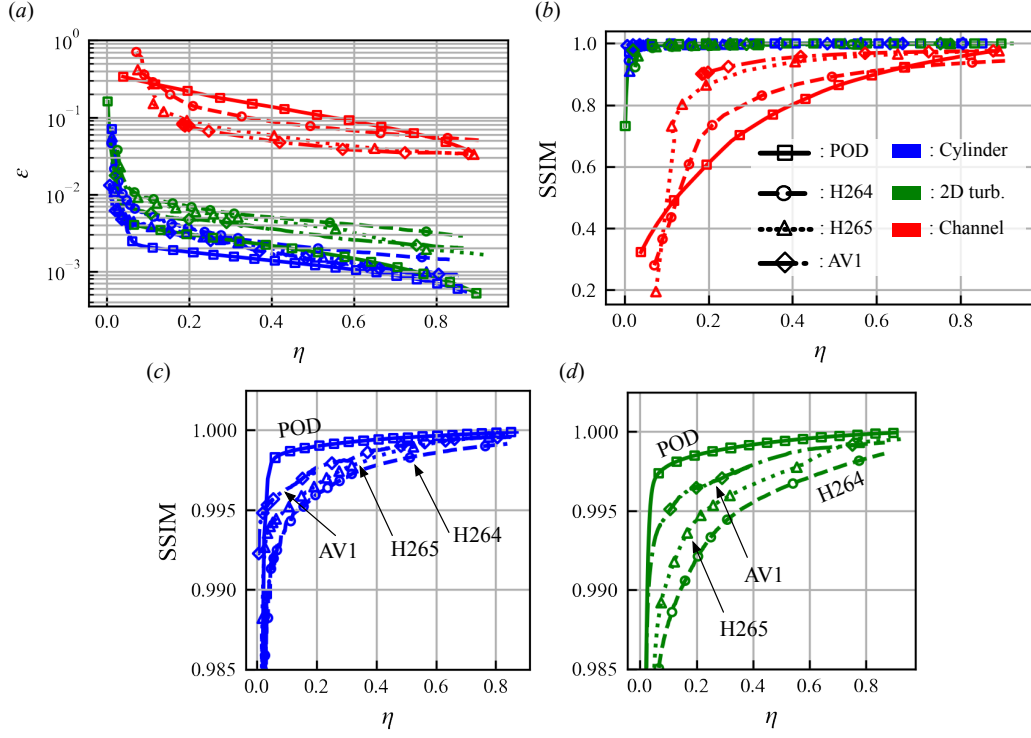 (a)
10⁰
10⁻¹
10⁻²
10⁻³
ε
0.0 0.2 0.4 0.6 0.8
η
(b)
1.0
0.8
0.6
0.4
0.2
SSIM
: POD
: H264
: H265
: AV1
: Cylinder
: 2D turb.
: Channel
0.0 0.2 0.4 0.6 0.8
η
(c)
1.000
0.995
0.990
0.985
SSIM
POD
AV1
H265
H264
0.0 0.2 0.4 0.6 0.8
η
(d)
1.000
0.995
0.990
0.985
POD
H264
AV1
H265
0.0 0.2 0.4 0.6 0.8
η